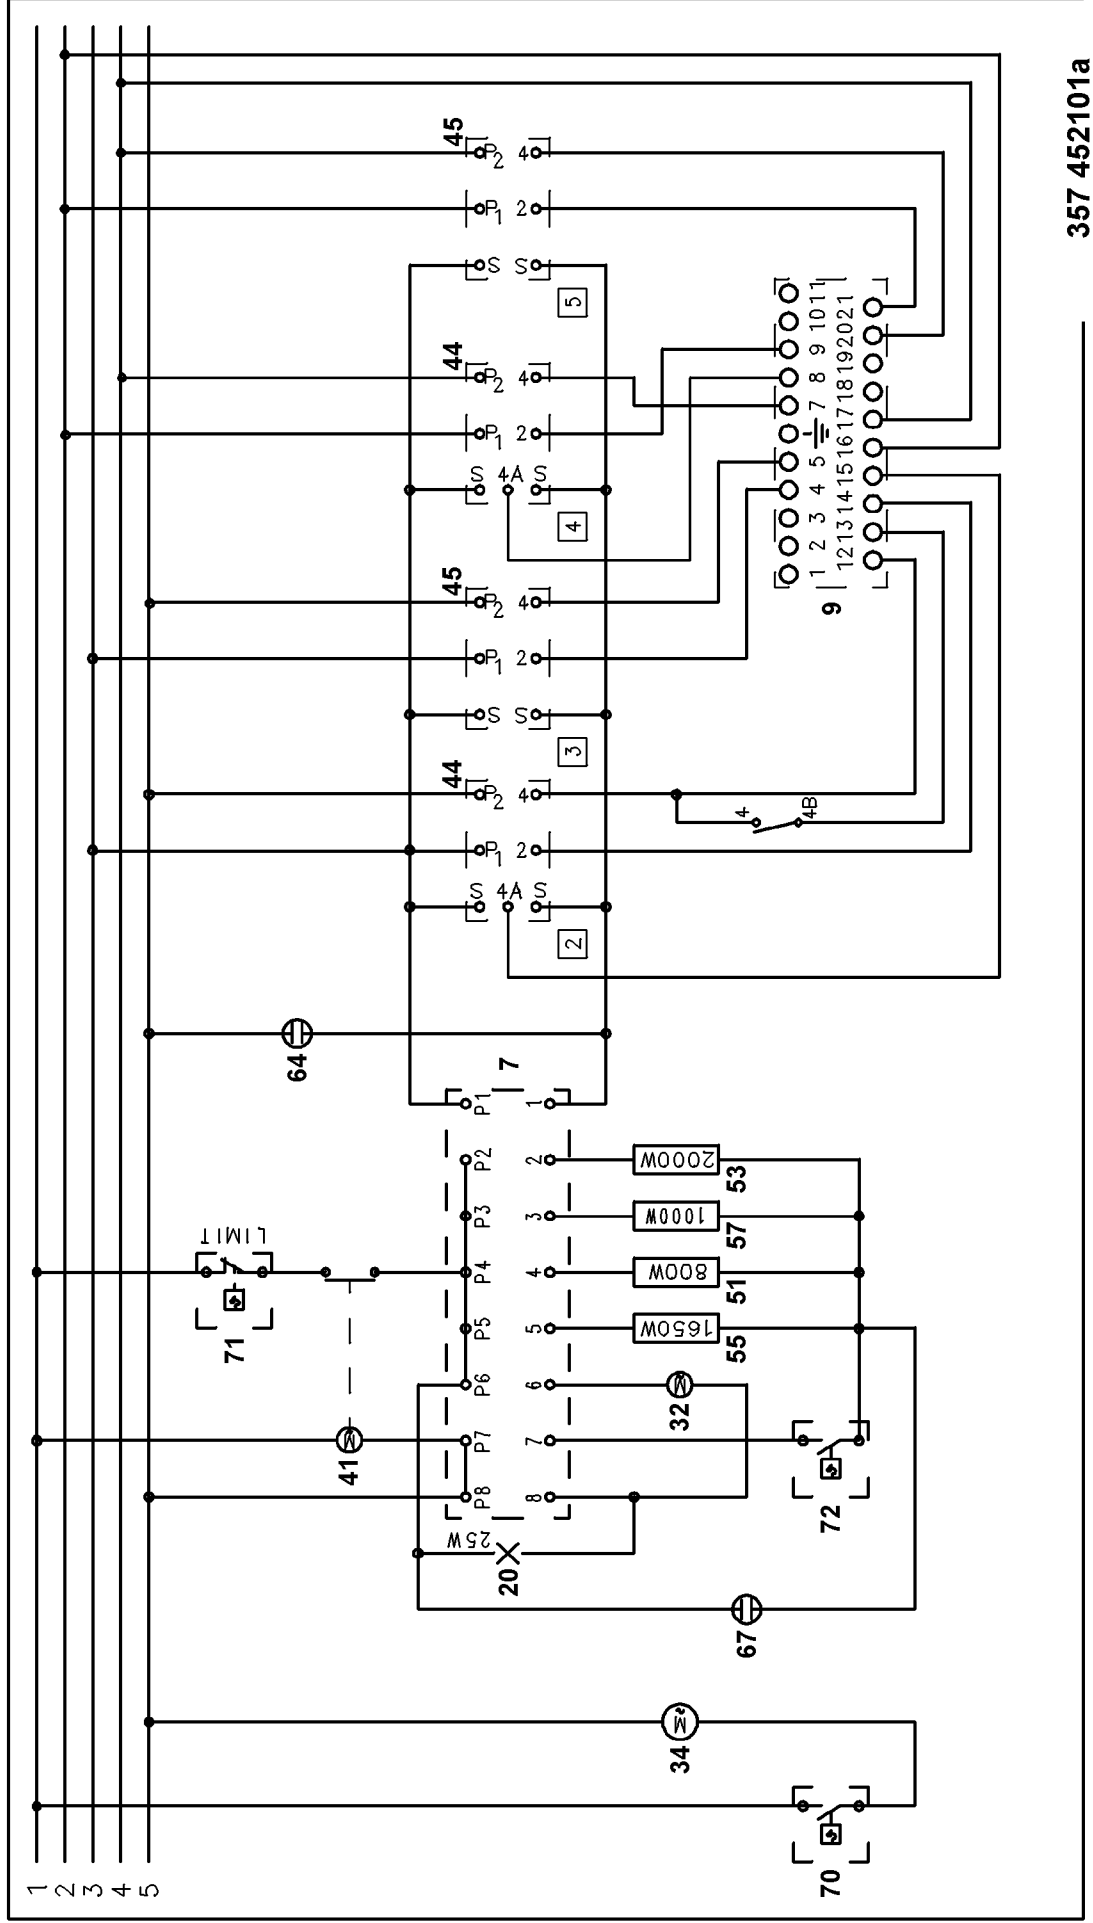 1
2
3
4
5
70
34
67
20
25W
72
32
41
71
LIMIT
P8 P7 P6 P5 P4 P3 P2 P1
8 7 6 5 4 3 2 1
7
1650W
55
800W
51
1000W
57
2000W
53
64
2
S 4A S
P1 2
P2 4
44
4
4B
3
S S
P1 2
P2 4
45
4
S 4A S
P1 2
P2 4
44
5
S S
P1 2
P2 4
45
9
1 2 3 4 5 7 8 9 10 11
12 13 14 15 16 17 18 19 20 21
M
M
M
357 452101a